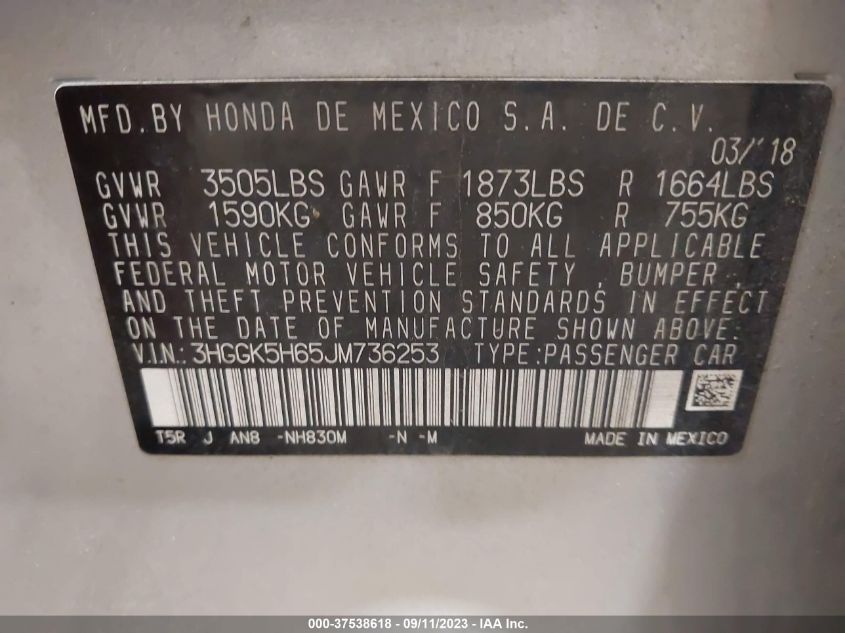 MFD.BY HONDA DE MEXICO S.A. DE C.V.
03/'18
GVWR 3505LBS GAWR F 1873LBS R 1664LBS
GVWR 1590KG GAWR F 850KG R 755KG
THIS VEHICLE CONFORMS TO ALL APPLICABLE
FEDERAL MOTOR VEHICLE SAFETY , BUMPER ,
AND THEFT PREVENTION STANDARDS IN EFFECT
ON THE DATE OF MANUFACTURE SHOWN ABOVE.
V.I.N.: 3HGGK5H65JM736253 TYPE:PASSENGER CAR
T5R J AN8 -NH830M -N -M MADE IN MEXICO
000-37538618 - 09/11/2023 - IAA Inc.